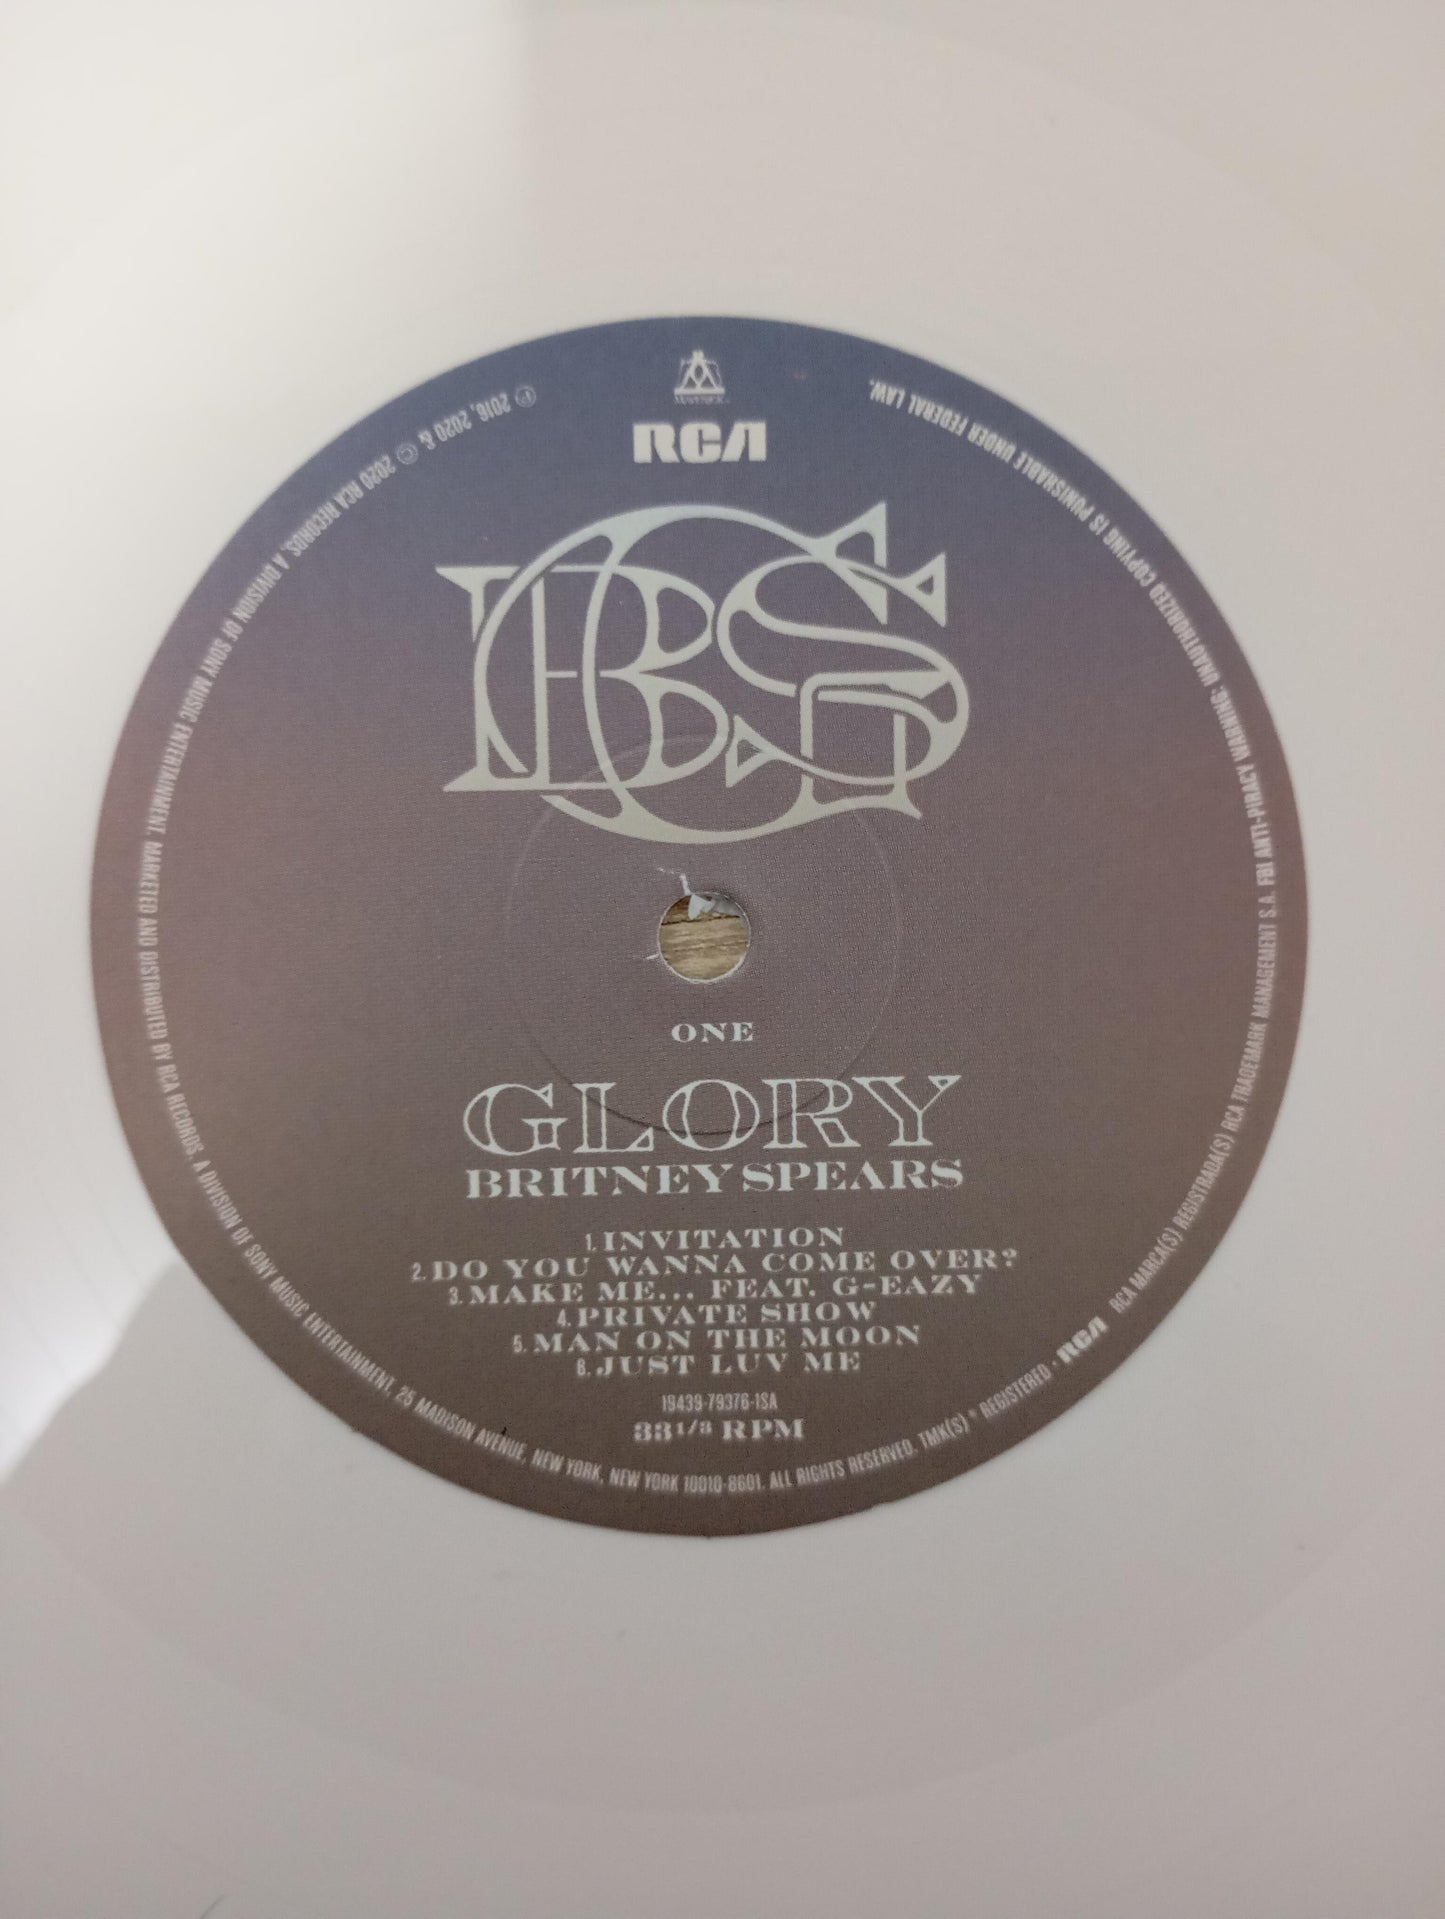 MAVERICK
RCA
BGS
ONE
GLORY
BRITNEY SPEARS
1. INVITATION
2. DO YOU WANNA COME OVER?
3. MAKE ME... FEAT. G-EAZY
4. PRIVATE SHOW
5. MAN ON THE MOON
6. JUST LUV ME
19439-79376-1SA
33 1/3 RPM
℗ 2016, 2020 & © 2020 RCA RECORDS, A DIVISION OF SONY MUSIC ENTERTAINMENT. MARKETED AND DISTRIBUTED BY RCA RECORDS, A DIVISION OF SONY MUSIC ENTERTAINMENT, 25 MADISON AVENUE, NEW YORK, NEW YORK 10010-8601. ALL RIGHTS RESERVED. TMK(S) ® REGISTERED • RCA RCA MARCA(S) REGISTRADA(S) RCA TRADEMARK MANAGEMENT S.A. FBI ANTI-PIRACY WARNING: UNAUTHORIZED COPYING IS PUNISHABLE UNDER FEDERAL LAW.